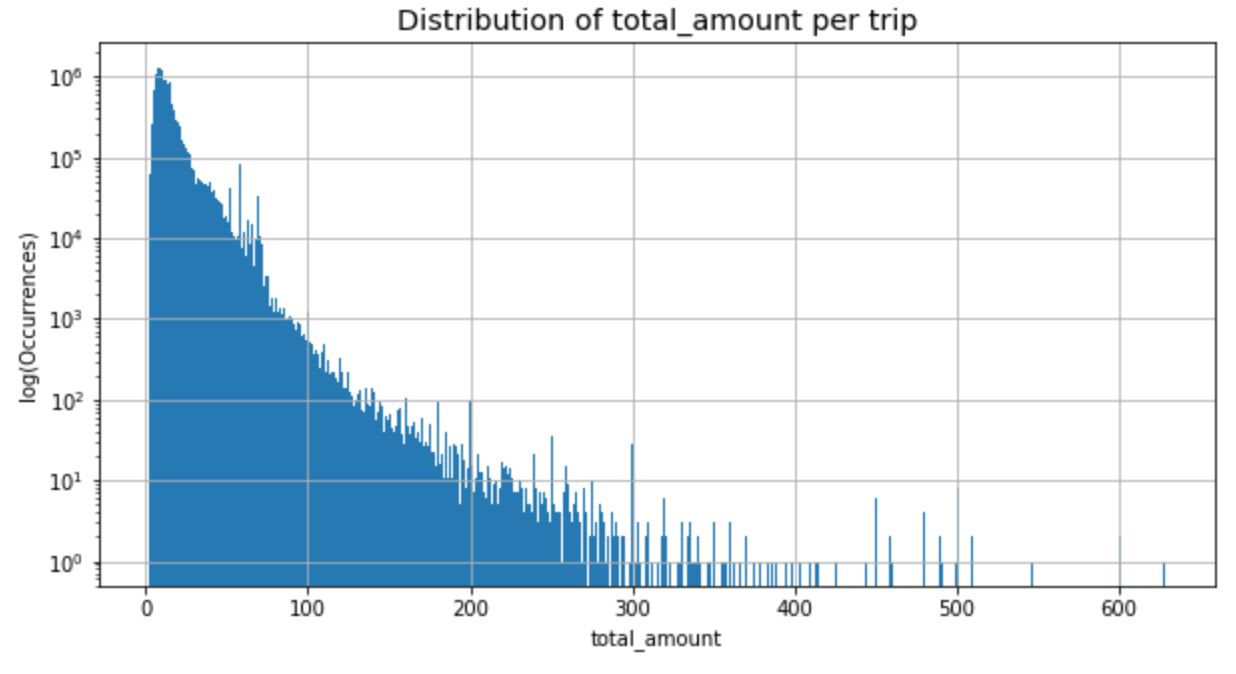 Distribution of total_amount per trip
log(Occurrences)
10⁶
10⁵
10⁴
10³
10²
10¹
10⁰
0 100 200 300 400 500 600
total_amount